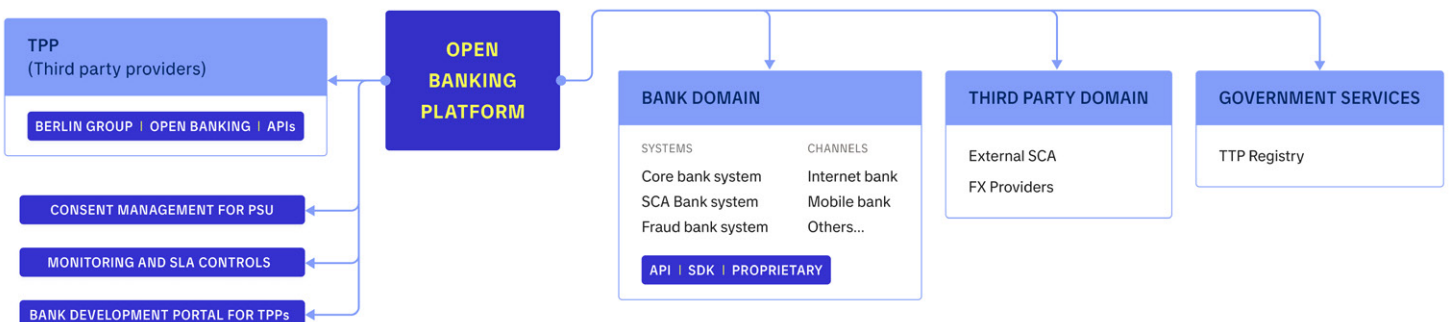 TPP
(Third party providers)
BERLIN GROUP | OPEN BANKING | APIs
CONSENT MANAGEMENT FOR PSU
MONITORING AND SLA CONTROLS
BANK DEVELOPMENT PORTAL FOR TPPs
OPEN
BANKING
PLATFORM
BANK DOMAIN
SYSTEMS
Core bank system
SCA Bank system
Fraud bank system
CHANNELS
Internet bank
Mobile bank
Others...
API | SDK | PROPRIETARY
THIRD PARTY DOMAIN
External SCA
FX Providers
GOVERNMENT SERVICES
TTP Registry